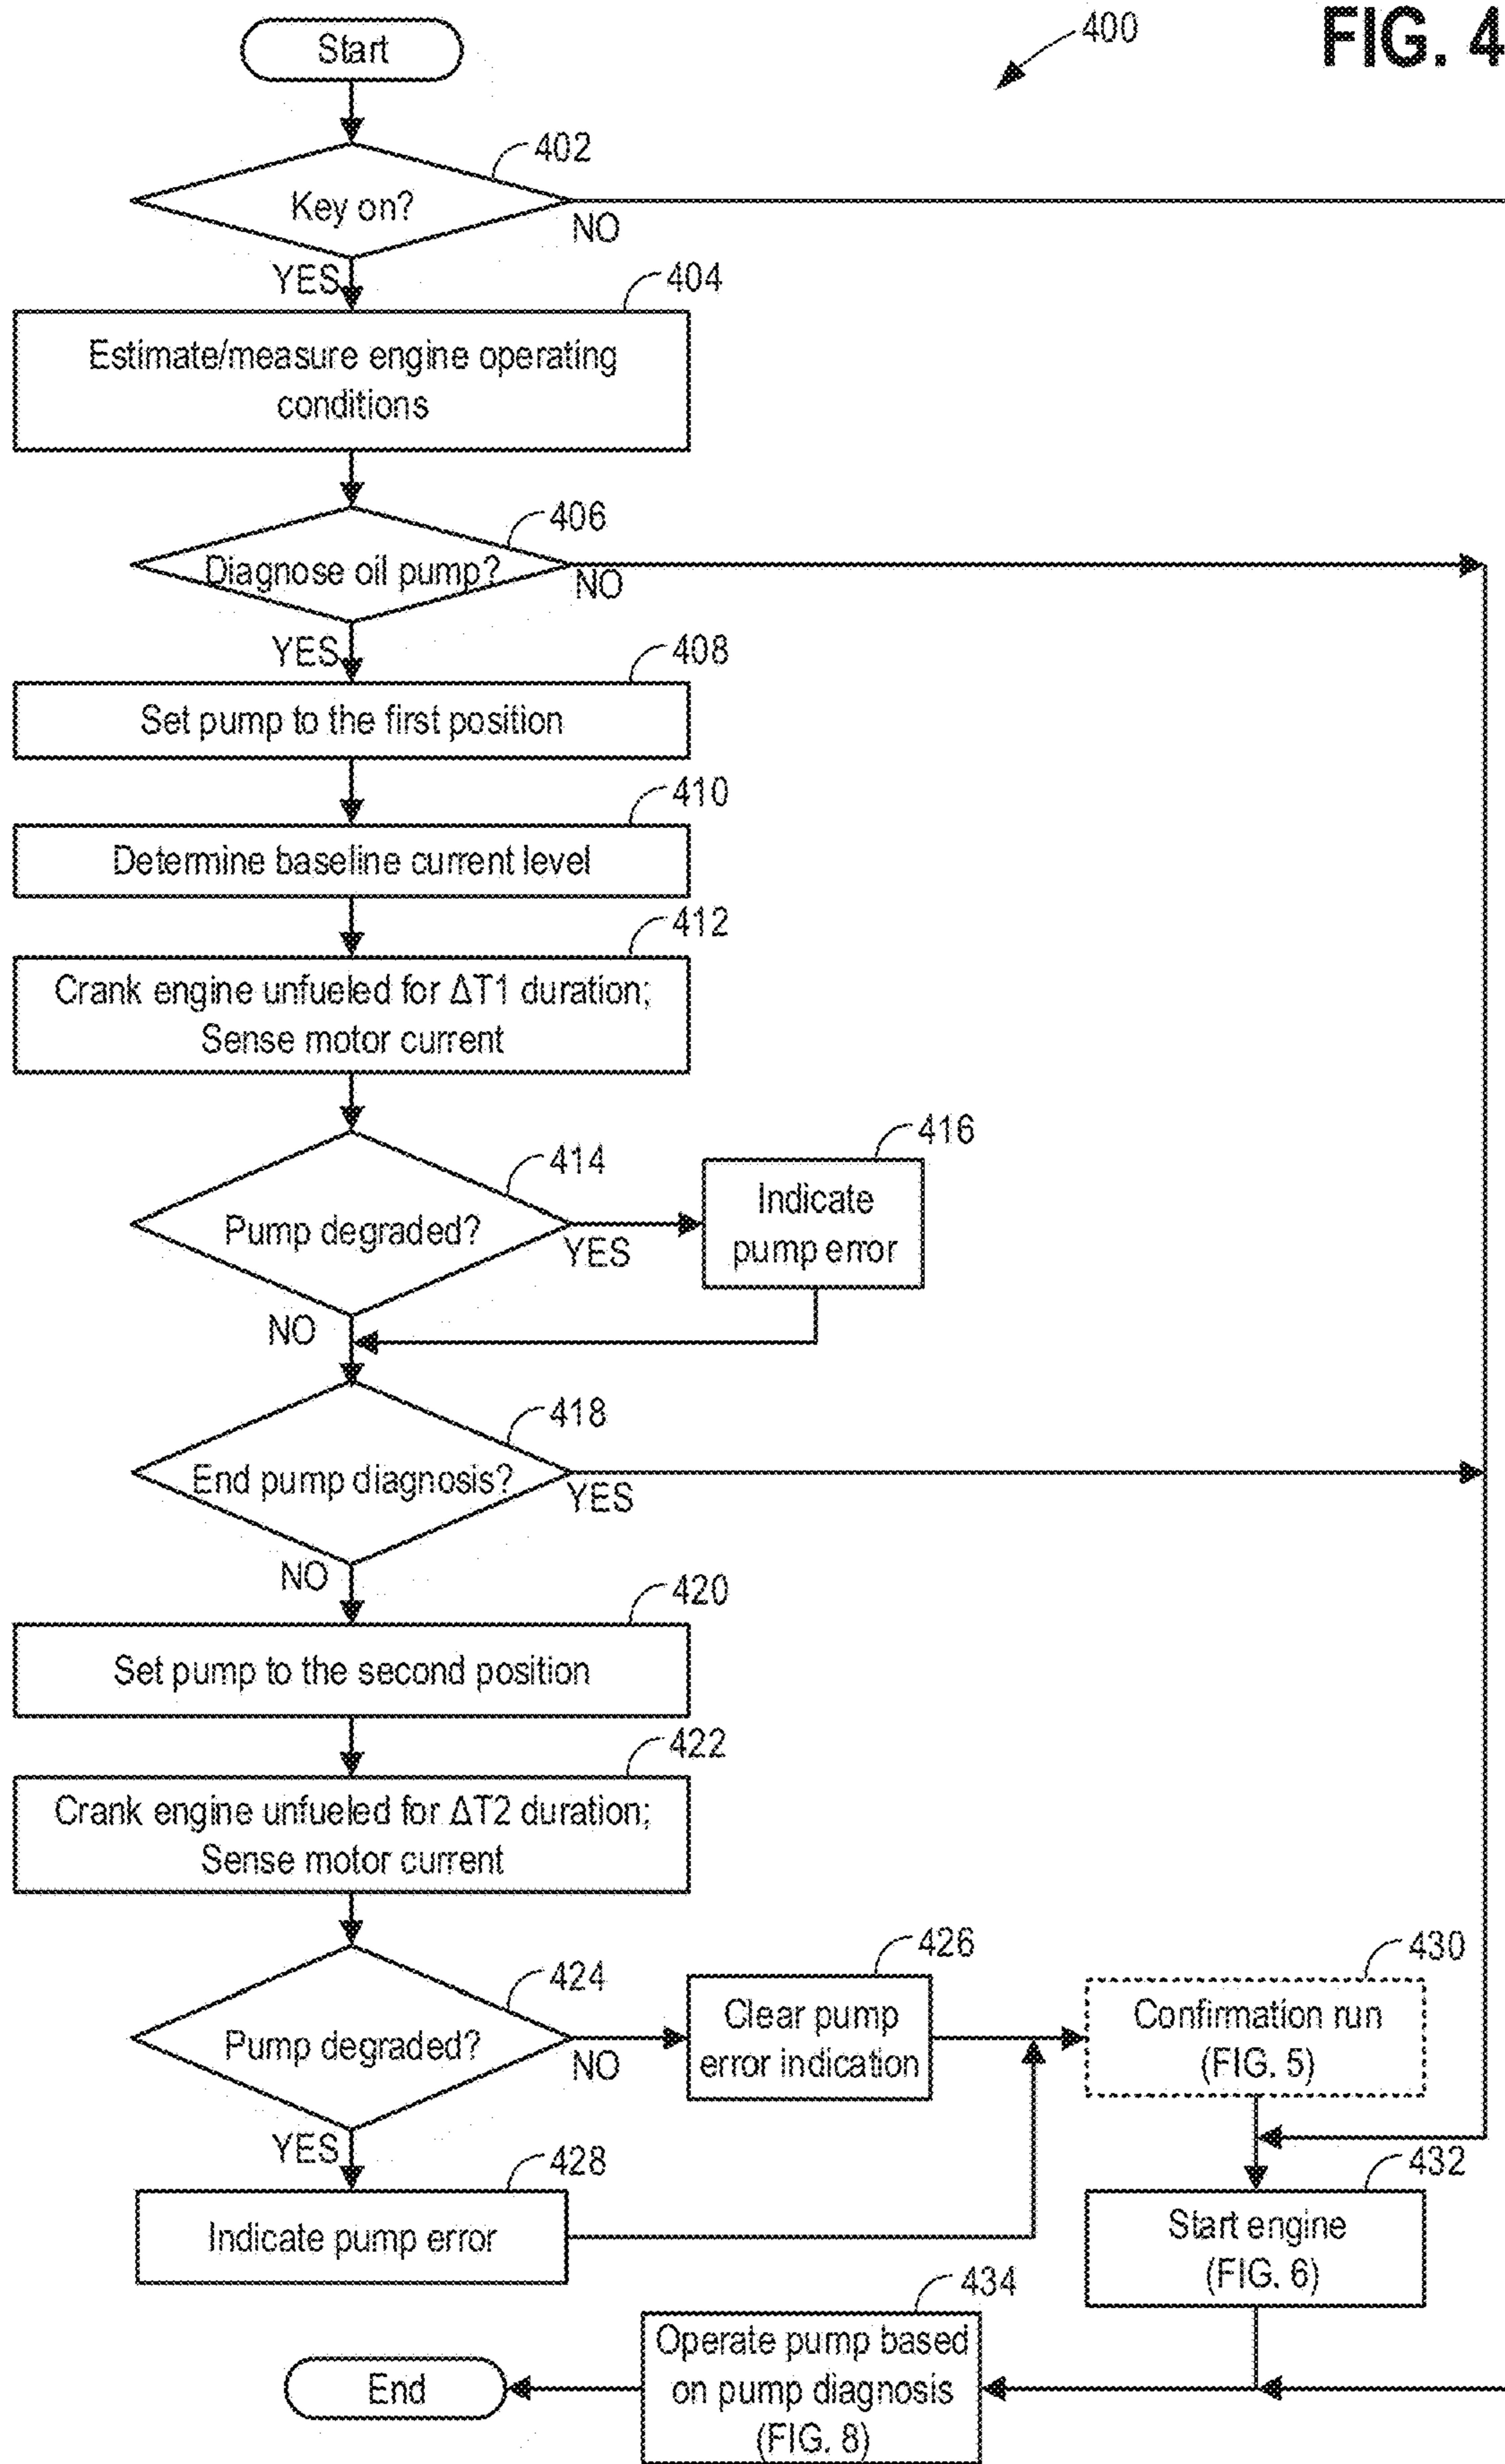 FIG. 4
400
Start
402
Key on?
NO
YES
404
Estimate/measure engine operating
conditions
406
Diagnose oil pump?
NO
YES
408
Set pump to the first position
410
Determine baseline current level
412
Crank engine unfueled for ΔT1 duration;
Sense motor current
414
Pump degraded?
YES
416
Indicate
pump error
NO
418
End pump diagnosis?
YES
NO
420
Set pump to the second position
422
Crank engine unfueled for ΔT2 duration;
Sense motor current
424
Pump degraded?
NO
426
Clear pump
error indication
430
Confirmation run
(FIG. 5)
YES
428
Indicate pump error
432
Start engine
(FIG. 6)
434
Operate pump based
on pump diagnosis
(FIG. 8)
End